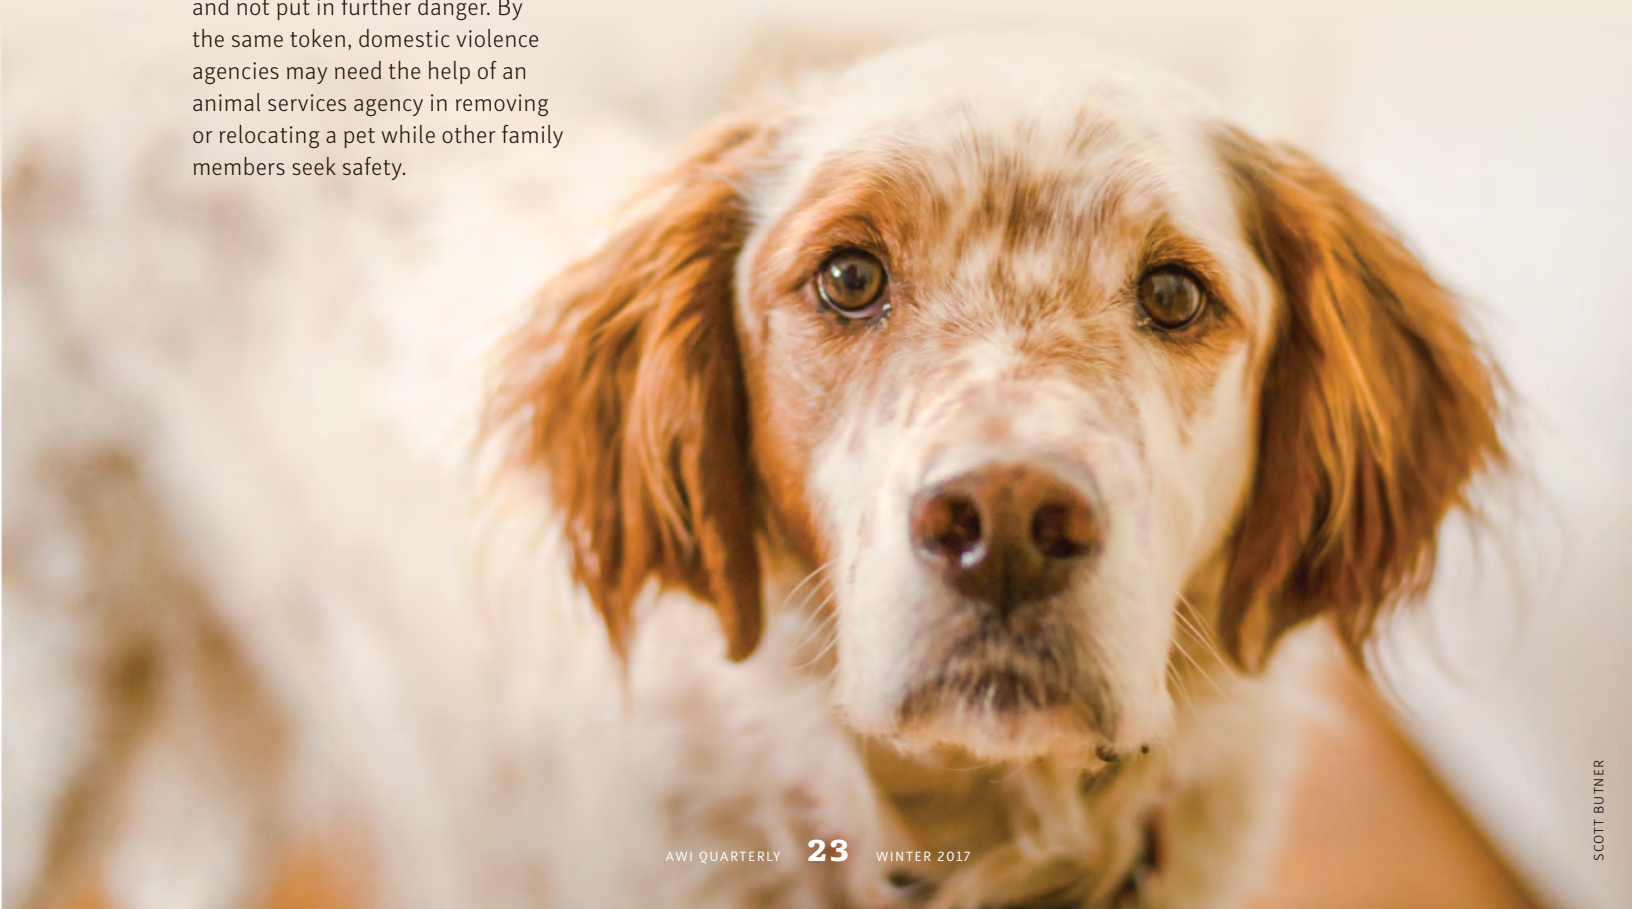 and not put in further danger. By
the same token, domestic violence
agencies may need the help of an
animal services agency in removing
or relocating a pet while other family
members seek safety.
SCOTT BUTNER
AWI QUARTERLY 23 WINTER 2017